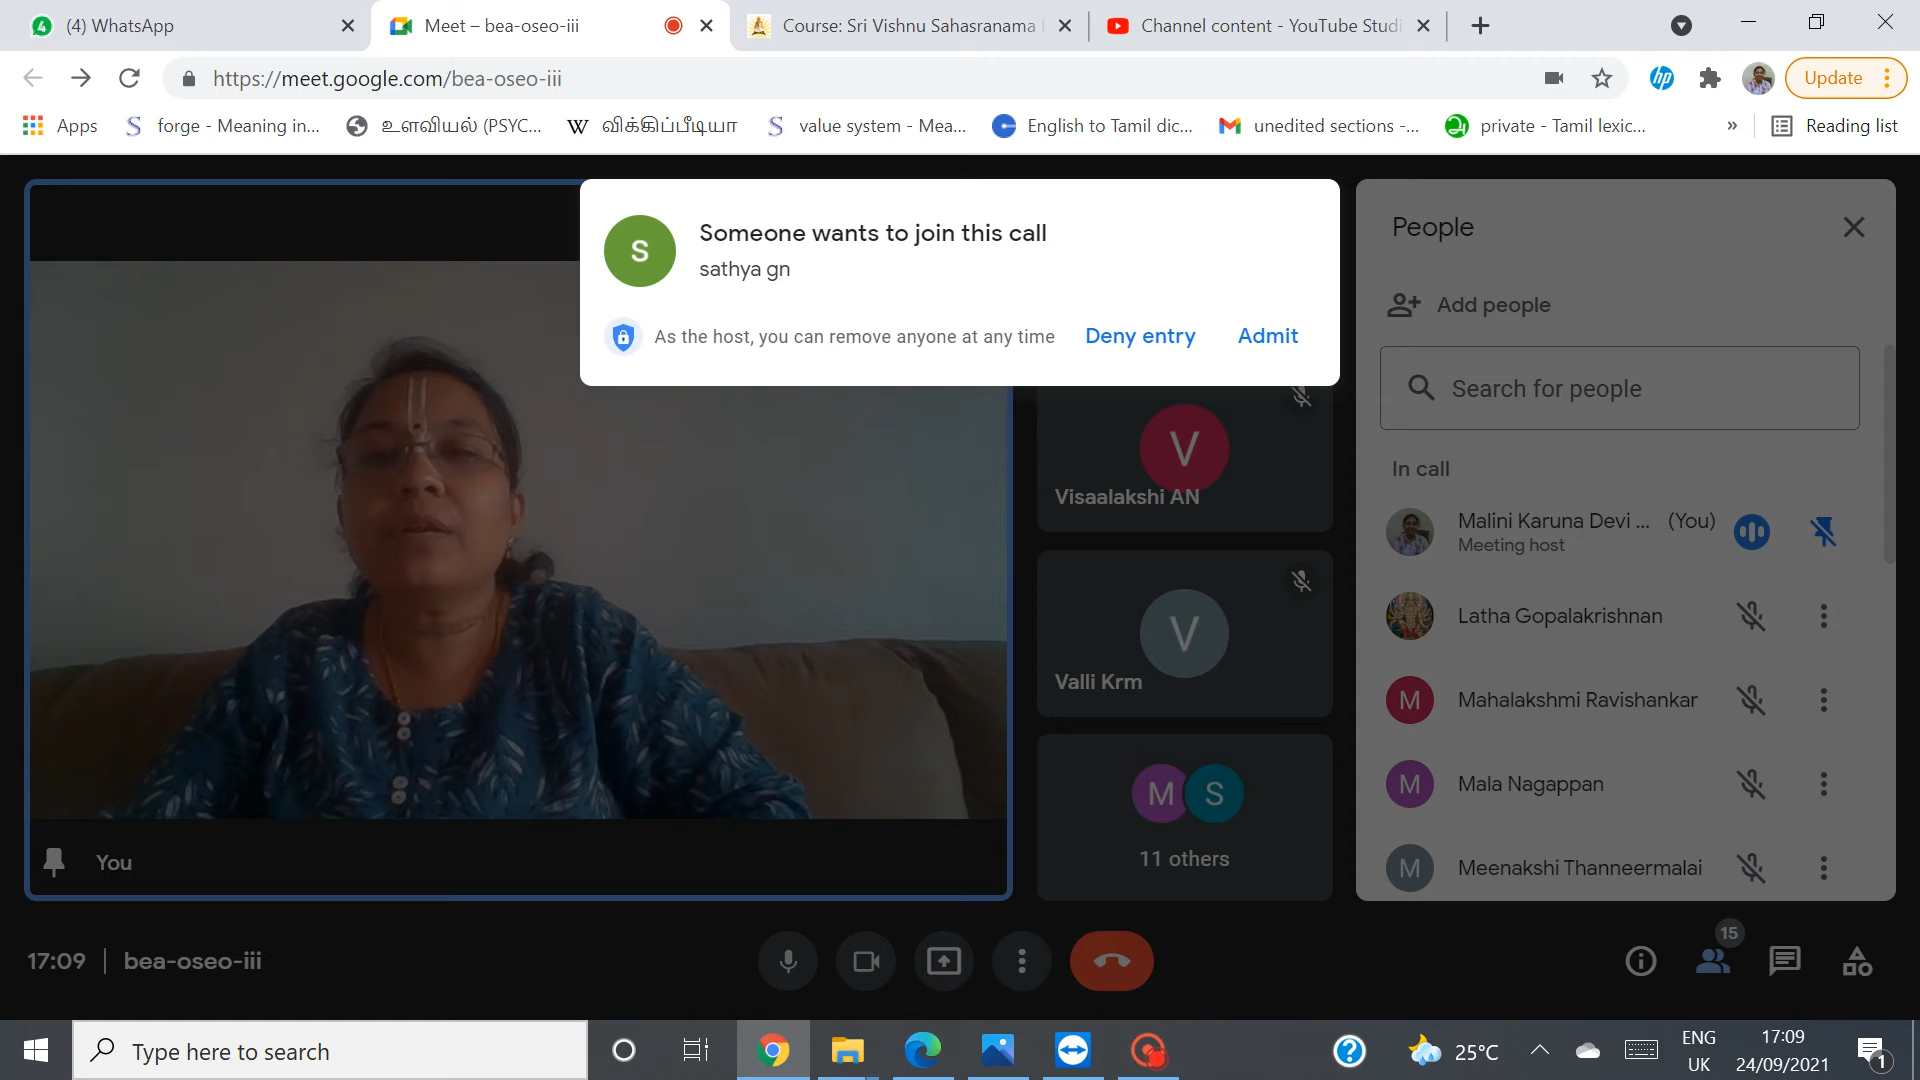 (4) WhatsApp
Meet – bea-oseo-iii
Course: Sri Vishnu Sahasranama
Channel content - YouTube Studi
https://meet.google.com/bea-oseo-iii
Update
Apps
forge - Meaning in...
உளவியல் (PSYC...
விக்கிப்பீடியா
value system - Mea...
English to Tamil dic...
unedited sections -...
private - Tamil lexic...
»
Reading list
Someone wants to join this call
S
sathya gn
As the host, you can remove anyone at any time
Deny entry
Admit
V
Visaalakshi AN
V
Valli Krm
M S
11 others
You
People
Add people
Search for people
In call
Malini Karuna Devi ... (You)
Meeting host
Latha Gopalakrishnan
M Mahalakshmi Ravishankar
M Mala Nagappan
M Meenakshi Thanneermalai
17:09 | bea-oseo-iii
15
Type here to search
25°C
ENG
UK
17:09
24/09/2021
1